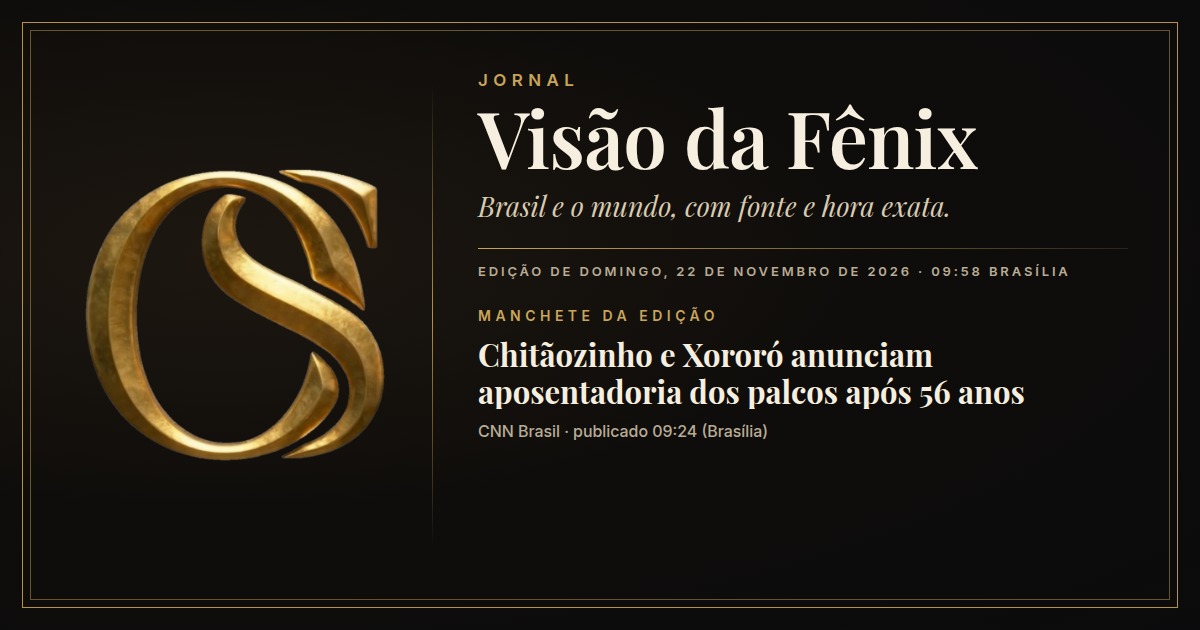 CS
JORNAL
Visão da Fênix
Brasil e o mundo, com fonte e hora exata.
EDIÇÃO DE DOMINGO, 22 DE NOVEMBRO DE 2026 · 09:58 BRASÍLIA
MANCHETE DA EDIÇÃO
Chitãozinho e Xororó anunciam
aposentadoria dos palcos após 56 anos
CNN Brasil · publicado 09:24 (Brasília)